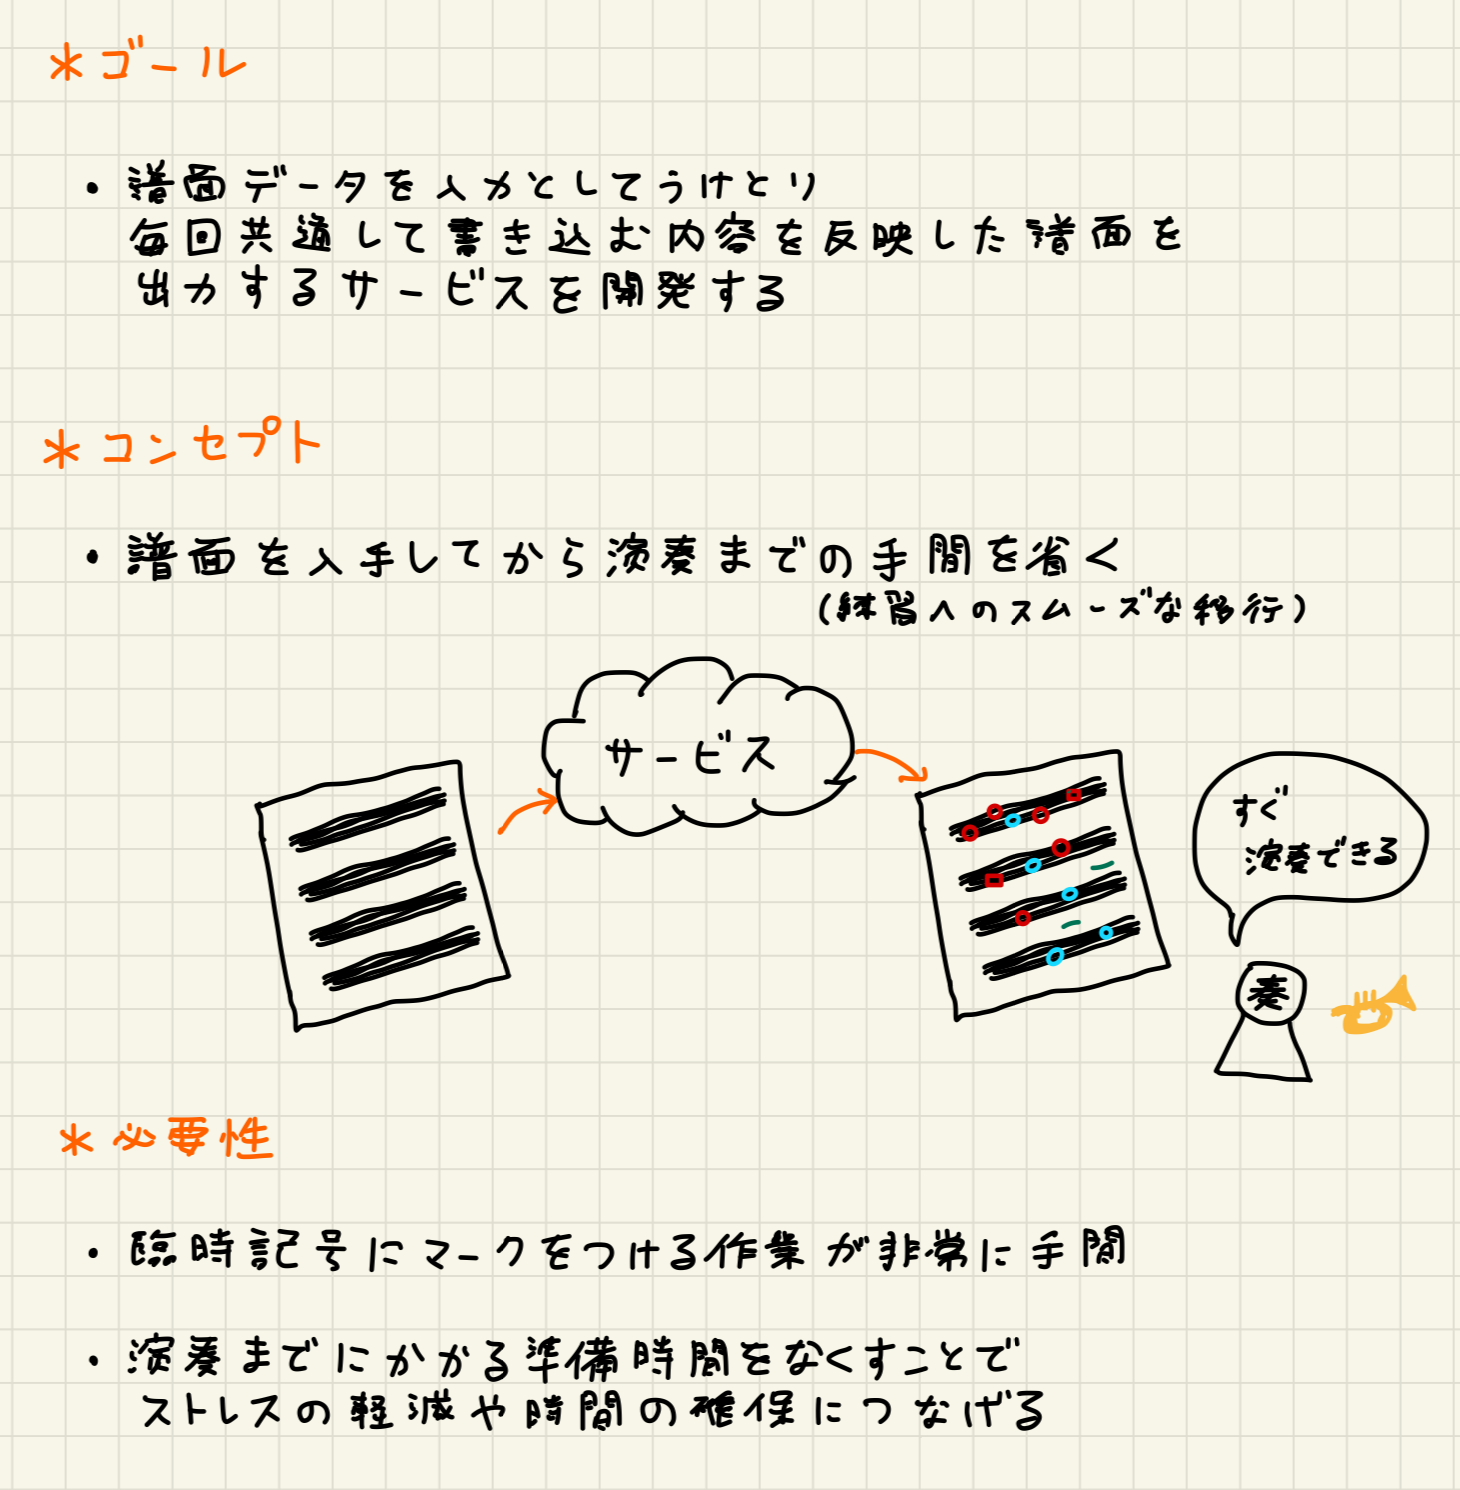 *ゴール
・譜面データを入力としてうけとり
毎回共通して書き込む内容を反映した譜面を
出力するサービスを開発する
*コンセプト
・譜面を入手してから演奏までの手間を省く
(練習へのスムーズな移行)
サービス
すぐ
演奏できる
奏
*必要性
・臨時記号にマークをつける作業が非常に手間
・演奏までにかかる準備時間をなくすことで
ストレスの軽減や時間の確保につなげる